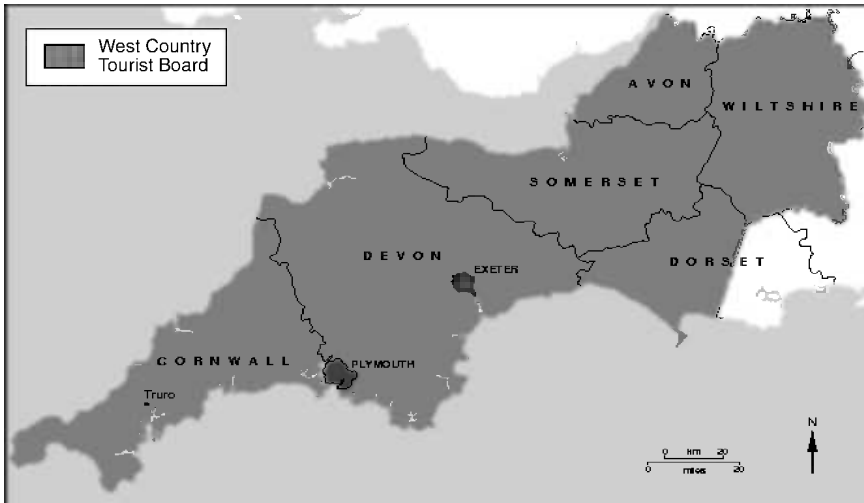 West Country
Tourist Board
AVON
WILTSHIRE
SOMERSET
DEVON
EXETER
DORSET
CORNWALL
PLYMOUTH
Truro
N
0 km 20
0 miles 20